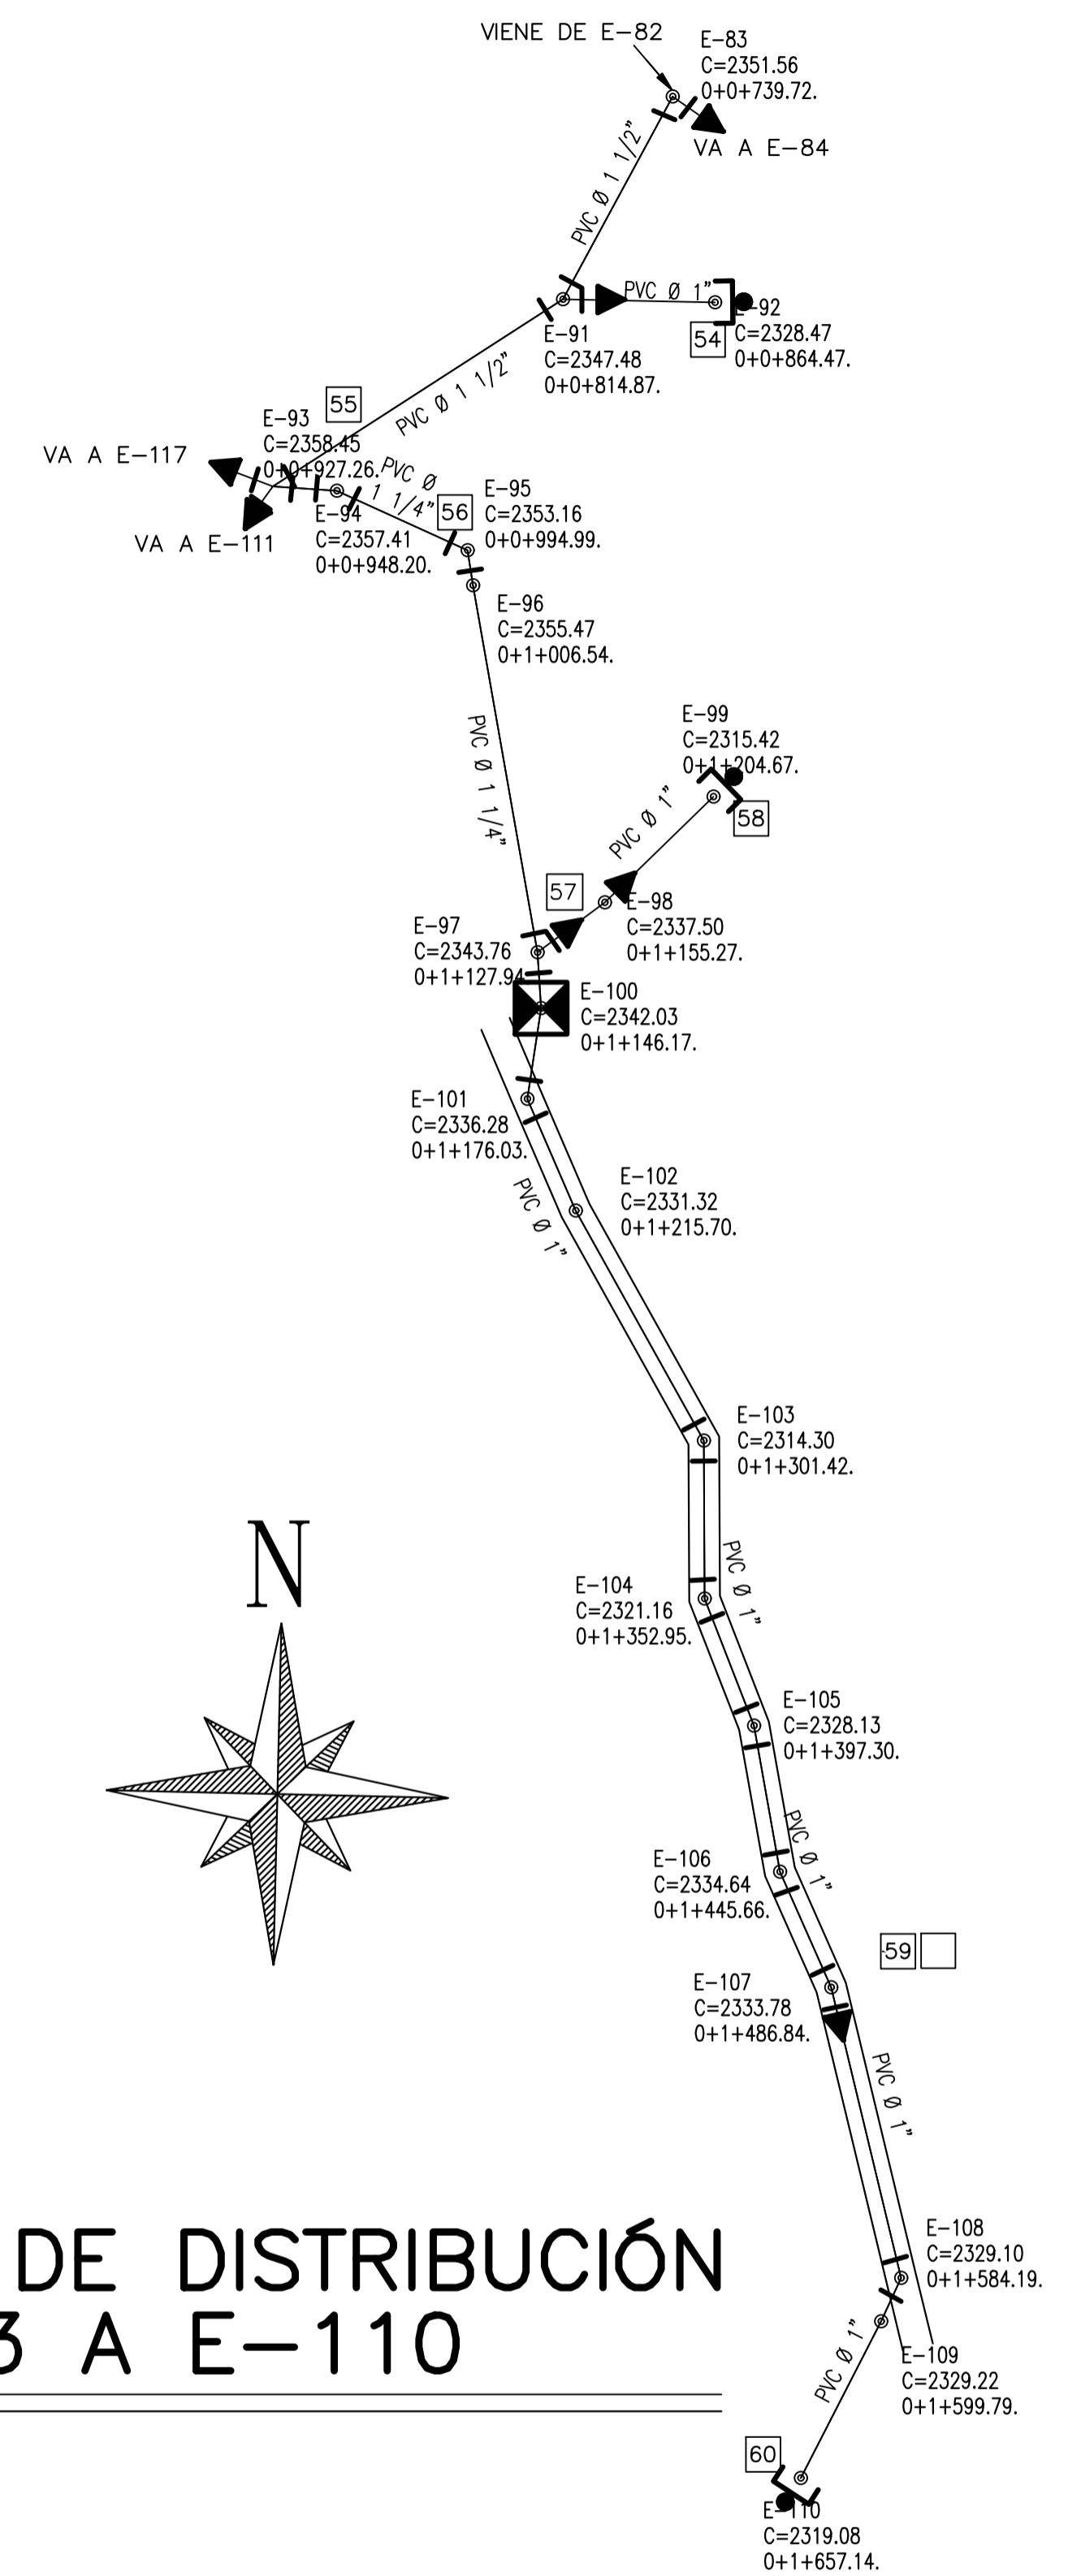 VIENE DE E-82
E-83
C=2351.56
0+0+739.72.
VA A E-84
PVC Ø 1 1/2"
PVC Ø 1"
E-92
C=2328.47
0+0+864.47.
54
E-91
C=2347.48
0+0+814.87.
PVC Ø 1 1/2"
55
E-93
C=2358.45
0+0+927.26.
VA A E-117
VA A E-111
PVC Ø
1 1/4"
E-94
C=2357.41
0+0+948.20.
56
E-95
C=2353.16
0+0+994.99.
E-96
C=2355.47
0+1+006.54.
PVC Ø 1 1/4"
E-99
C=2315.42
0+1+204.67.
58
PVC Ø 1"
57
E-98
C=2337.50
0+1+155.27.
E-97
C=2343.76
0+1+127.94
E-100
C=2342.03
0+1+146.17.
E-101
C=2336.28
0+1+176.03.
PVC Ø 1"
E-102
C=2331.32
0+1+215.70.
E-103
C=2314.30
0+1+301.42.
N
PVC Ø 1"
E-104
C=2321.16
0+1+352.95.
E-105
C=2328.13
0+1+397.30.
PVC Ø 1"
E-106
C=2334.64
0+1+445.66.
59
E-107
C=2333.78
0+1+486.84.
PVC Ø 1"
DE DISTRIBUCIÓN
3 A E-110
E-108
C=2329.10
0+1+584.19.
E-109
C=2329.22
0+1+599.79.
PVC Ø 1"
60
E-110
C=2319.08
0+1+657.14.